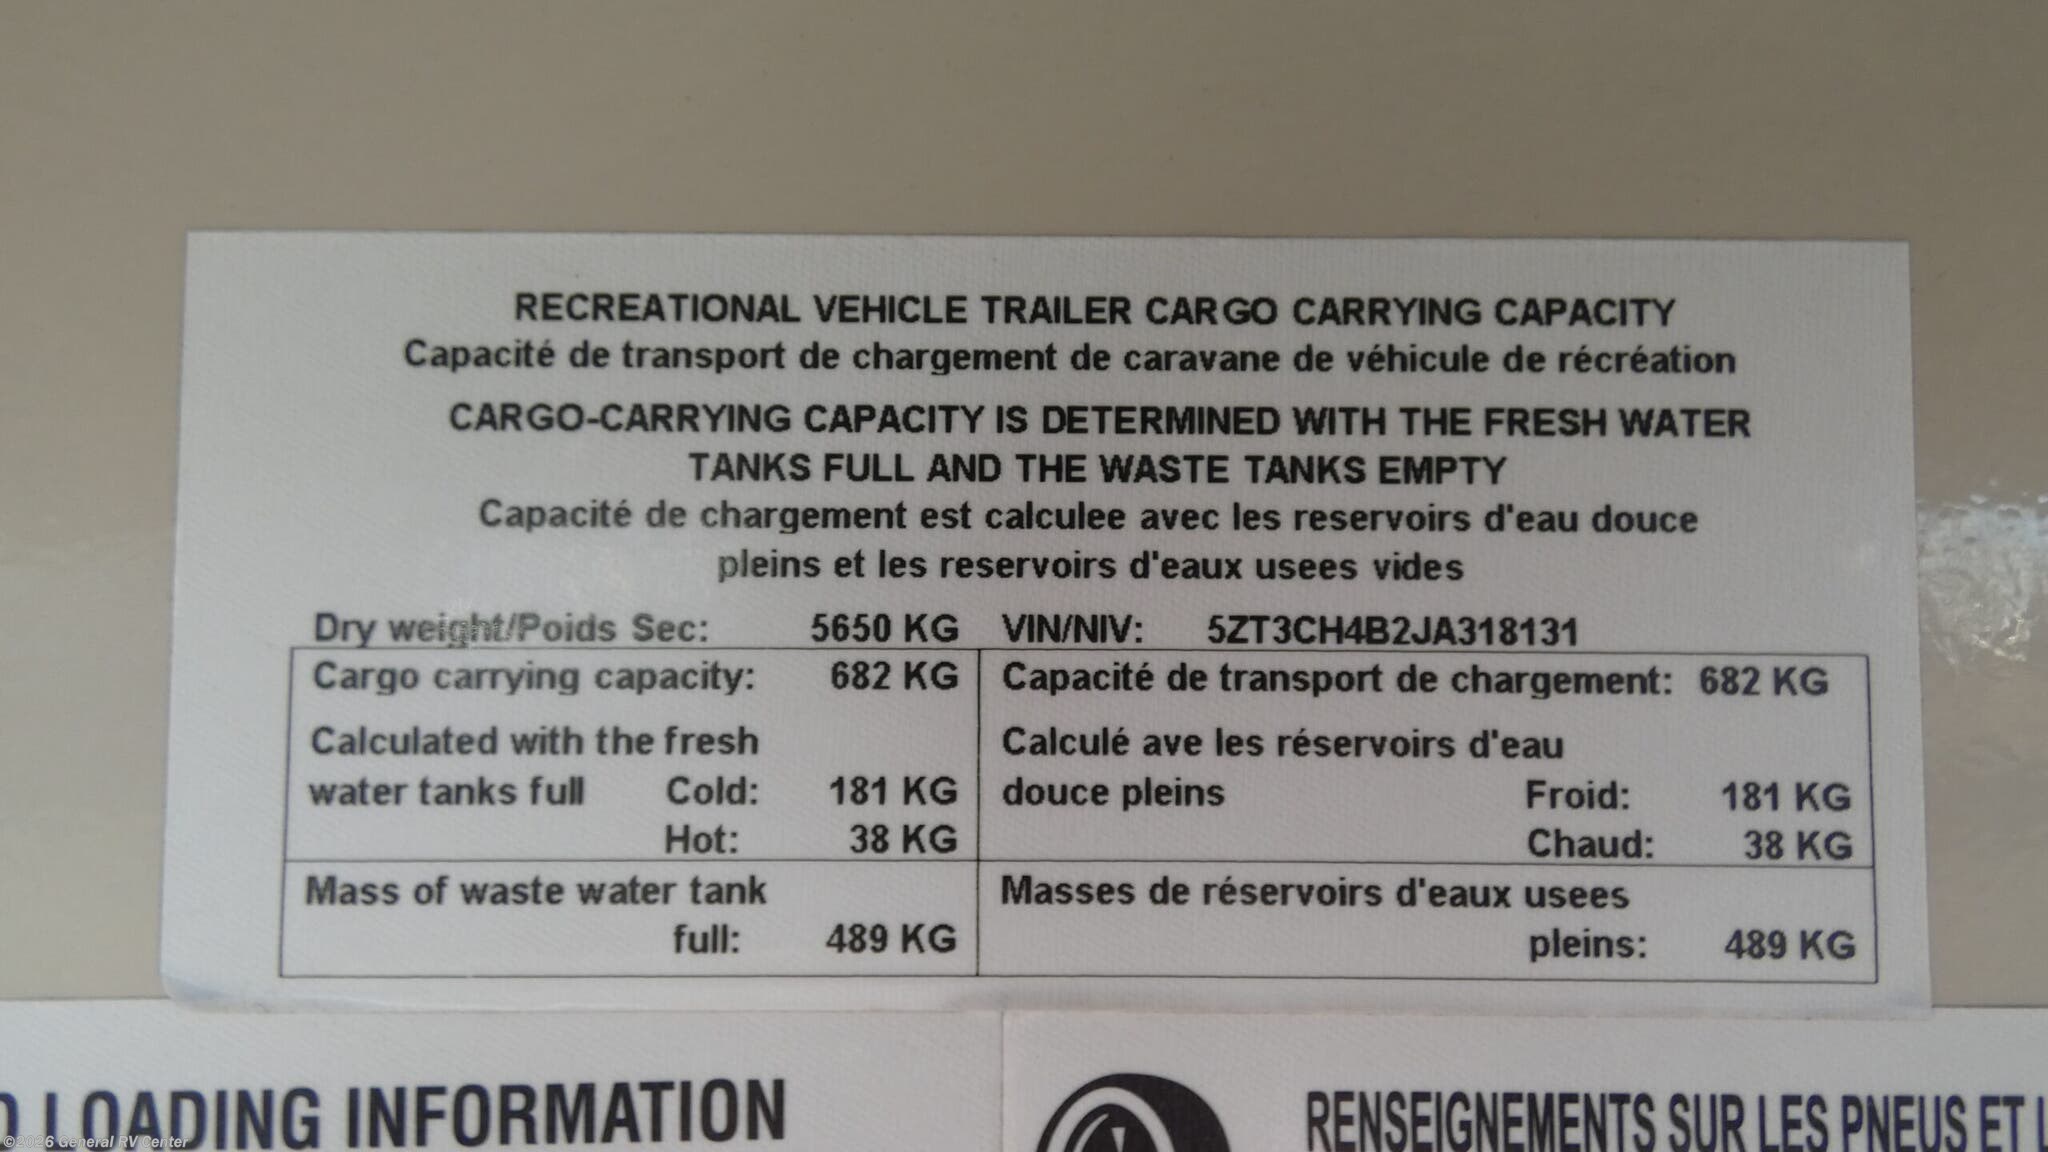 RECREATIONAL VEHICLE TRAILER CARGO CARRYING CAPACITY
Capacité de transport de chargement de caravane de véhicule de récréation
CARGO-CARRYING CAPACITY IS DETERMINED WITH THE FRESH WATER
TANKS FULL AND THE WASTE TANKS EMPTY
Capacité de chargement est calculee avec les reservoirs d'eau douce
pleins et les reservoirs d'eaux usees vides
Dry weight/Poids Sec: 5650 KG VIN/NIV: 5ZT3CH4B2JA318131
Cargo carrying capacity: 682 KG Capacité de transport de chargement: 682 KG
Calculated with the fresh Calculé ave les réservoirs d'eau
water tanks full Cold: 181 KG douce pleins Froid: 181 KG
Hot: 38 KG Chaud: 38 KG
Mass of waste water tank Masses de réservoirs d'eaux usees
full: 489 KG pleins: 489 KG
LOADING INFORMATION RENSEIGNEMENTS SUR LES PNEUS ET
©2026 General RV Center